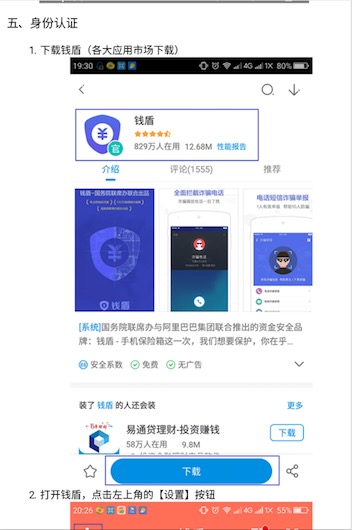 五、身份认证
1. 下载钱盾（各大应用市场下载）
19:30 4G 1X 80%
钱盾
官
829万人在用 12.68M 性能报告
介绍 评论(1555) 推荐
钱盾-国务院联席办联合出品 全面拦截诈骗电话 电话短信诈骗举报
钱盾
[系统]国务院联席办与阿里巴巴集团联合推出的资金安全品
牌：钱盾 - 手机保险箱这一次，我们想要保护，你在乎...
安全系数 免费 无广告
装了 钱盾 的人还会装 更多
易通贷理财-投资赚钱
58万人在用 9.8M 下载
下载
2. 打开钱盾，点击左上角的【设置】按钮
20:26 4G 1X 55%